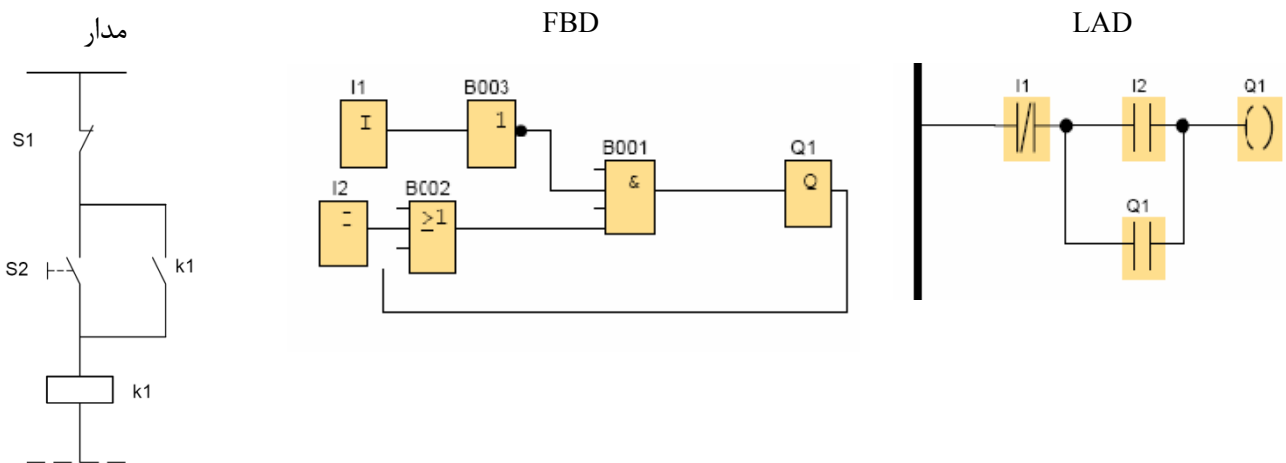 مدار
FBD
LAD
S1
S2
k1
k1
I1
I
B003
1
I2
I
B002
≥1
B001
&
Q1
Q
I1
I2
Q1
Q1